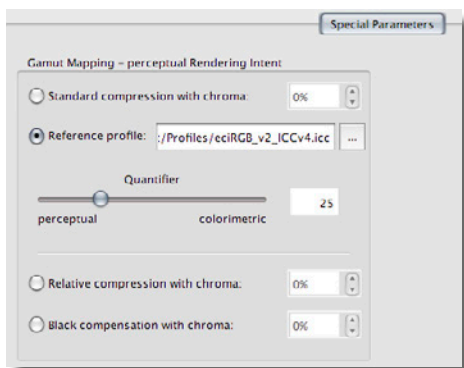 Special Parameters
Gamut Mapping – perceptual Rendering Intent
Standard compression with chroma: 0%
Reference profile: :/Profiles/eciRGB_v2_ICCv4.icc ...
Quantifier
25
perceptual colorimetric
Relative compression with chroma: 0%
Black compensation with chroma: 0%